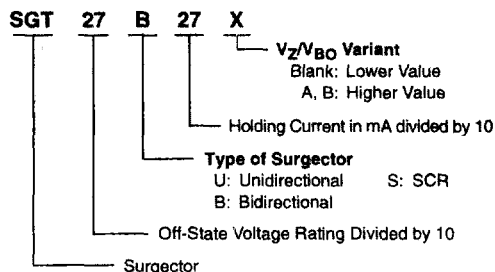 SGT 27 B 27 X
VZ/VBO Variant
Blank: Lower Value
A, B: Higher Value
Holding Current in mA divided by 10
Type of Surgector
U: Unidirectional S: SCR
B: Bidirectional
Off-State Voltage Rating Divided by 10
Surgector